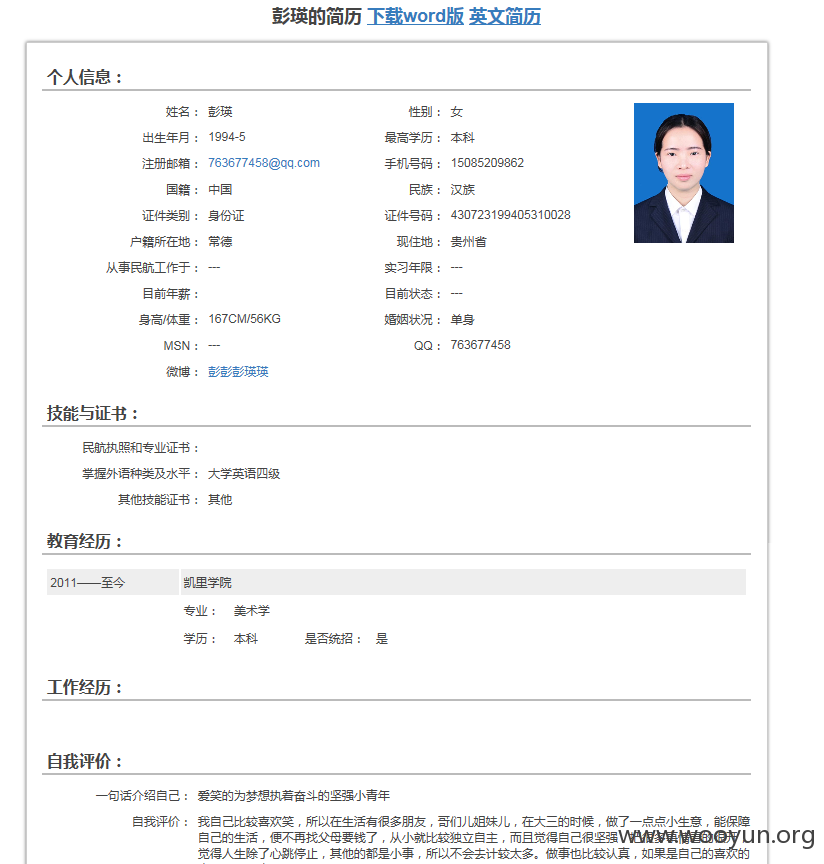 彭瑛的简历 下载word版 英文简历
个人信息：
姓名： 彭瑛 性别： 女
出生年月： 1994-5 最高学历： 本科
注册邮箱： 763677458@qq.com 手机号码： 15085209862
国籍： 中国 民族： 汉族
证件类别： 身份证 证件号码： 430723199405310028
户籍所在地： 常德 现住地： 贵州省
从事民航工作于： --- 实习年限： ---
目前年薪： 目前状态： ---
身高/体重： 167CM/56KG 婚姻状况： 单身
MSN： --- QQ： 763677458
微博： 彭彭彭瑛瑛
技能与证书：
民航执照和专业证书：
掌握外语种类及水平： 大学英语四级
其他技能证书： 其他
教育经历：
2011——至今 凯里学院
专业： 美术学
学历： 本科 是否统招： 是
工作经历：
自我评价：
一句话介绍自己： 爱笑的为梦想执着奋斗的坚强小青年
自我评价： 我自己比较喜欢笑，所以在生活有很多朋友，哥们儿姐妹儿，在大三的时候，做了一点点小生意，能保障
自己的生活，便不再找父母要钱了，从小就比较独立自主，而且觉得自己很坚强
觉得人生除了心跳停止，其他的都是小事，所以不会去计较太多。做事也比较认真，如果是自己的喜欢的
www.wooyun.org